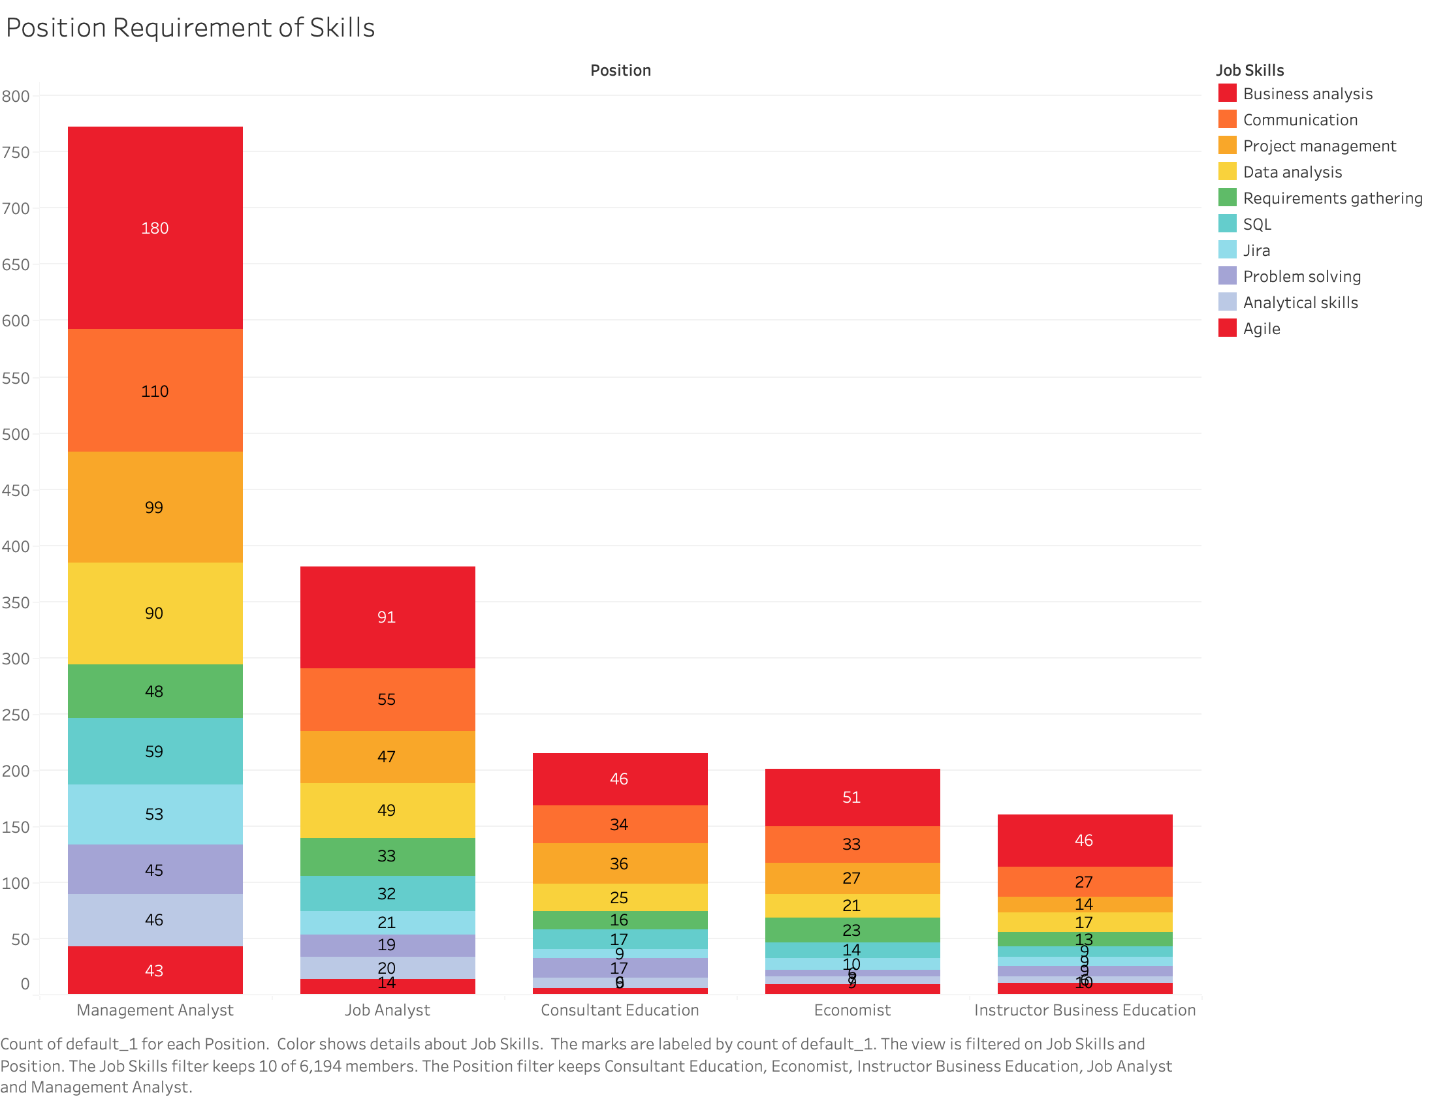 Position Requirement of Skills
Position
Job Skills
Business analysis
Communication
Project management
Data analysis
Requirements gathering
SQL
Jira
Problem solving
Analytical skills
Agile
800
750
700
650
600
550
500
450
400
350
300
250
200
150
100
50
0
180
110
99
90
48
59
53
45
46
43
91
55
47
49
33
32
21
19
20
14
46
34
36
25
16
17
9
17
51
33
27
21
23
14
10
9
46
27
14
17
13
9
9
9
10
Management Analyst
Job Analyst
Consultant Education
Economist
Instructor Business Education
Count of default_1 for each Position.  Color shows details about Job Skills.  The marks are labeled by count of default_1. The view is filtered on Job Skills and
Position. The Job Skills filter keeps 10 of 6,194 members. The Position filter keeps Consultant Education, Economist, Instructor Business Education, Job Analyst
and Management Analyst.